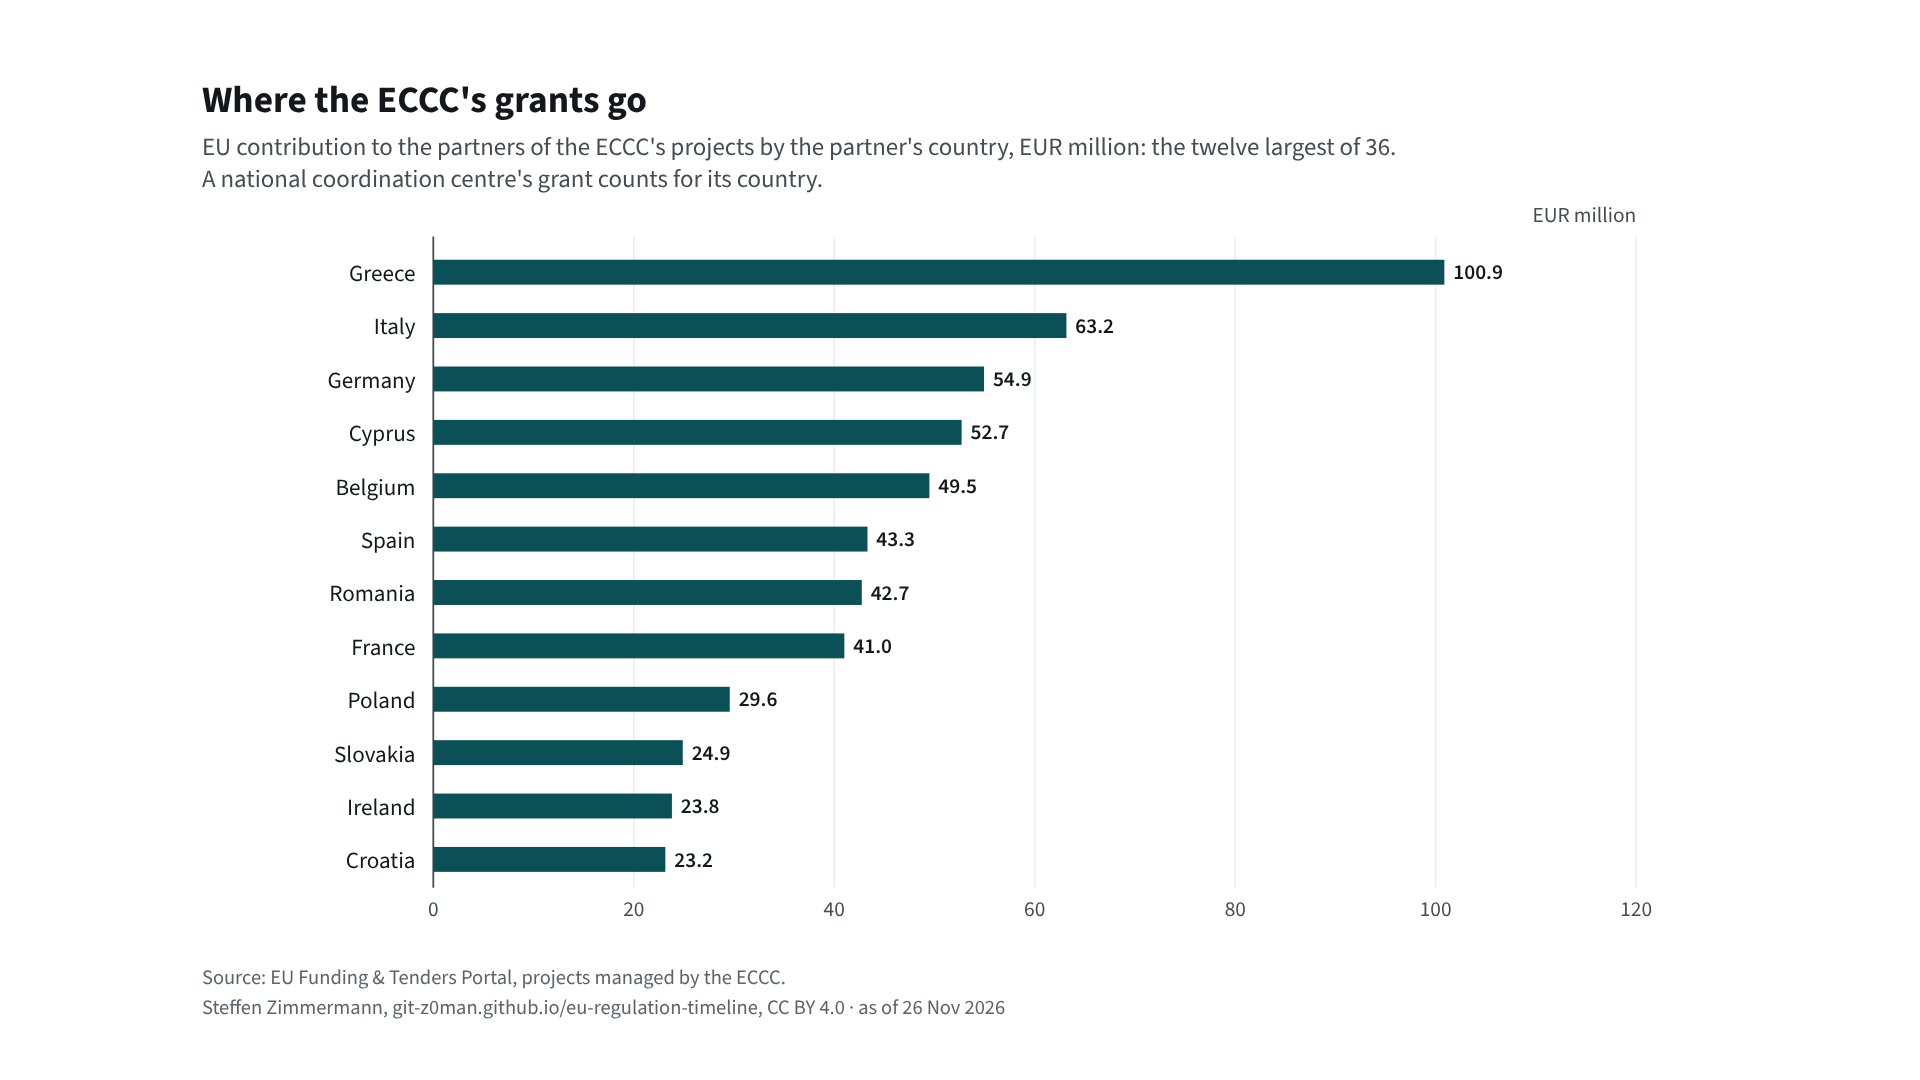 Where the ECCC's grants go
EU contribution to the partners of the ECCC's projects by the partner's country, EUR million: the twelve largest of 36.
A national coordination centre's grant counts for its country.
EUR million
Greece 100.9
Italy 63.2
Germany 54.9
Cyprus 52.7
Belgium 49.5
Spain 43.3
Romania 42.7
France 41.0
Poland 29.6
Slovakia 24.9
Ireland 23.8
Croatia 23.2
0 20 40 60 80 100 120
Source: EU Funding & Tenders Portal, projects managed by the ECCC.
Steffen Zimmermann, git-z0man.github.io/eu-regulation-timeline, CC BY 4.0 · as of 26 Nov 2026